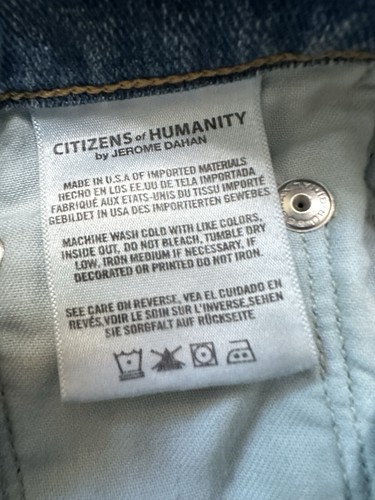 CITIZENS of HUMANITY
by JEROME DAHAN
MADE IN U.S.A OF IMPORTED MATERIALS
HECHO EN LOS EE.UU DE TELA IMPORTADA
FABRIQUÉ AUX ETATS-UNIS DU TISSU IMPORTÉ
GEBILDET IN USA DES IMPORTIERTEN GEWEBES
MACHINE WASH COLD WITH LIKE COLORS,
INSIDE OUT, DO NOT BLEACH, TUMBLE DRY
LOW, IRON MEDIUM IF NECESSARY, IF
DECORATED OR PRINTED DO NOT IRON.
SEE CARE ON REVERSE, VEA EL CUIDADO EN
REVÉS,VOIR LE SOIN SUR L'INVERSE,SEHEN
SIE SORGFALT AUF RÜCKSEITE